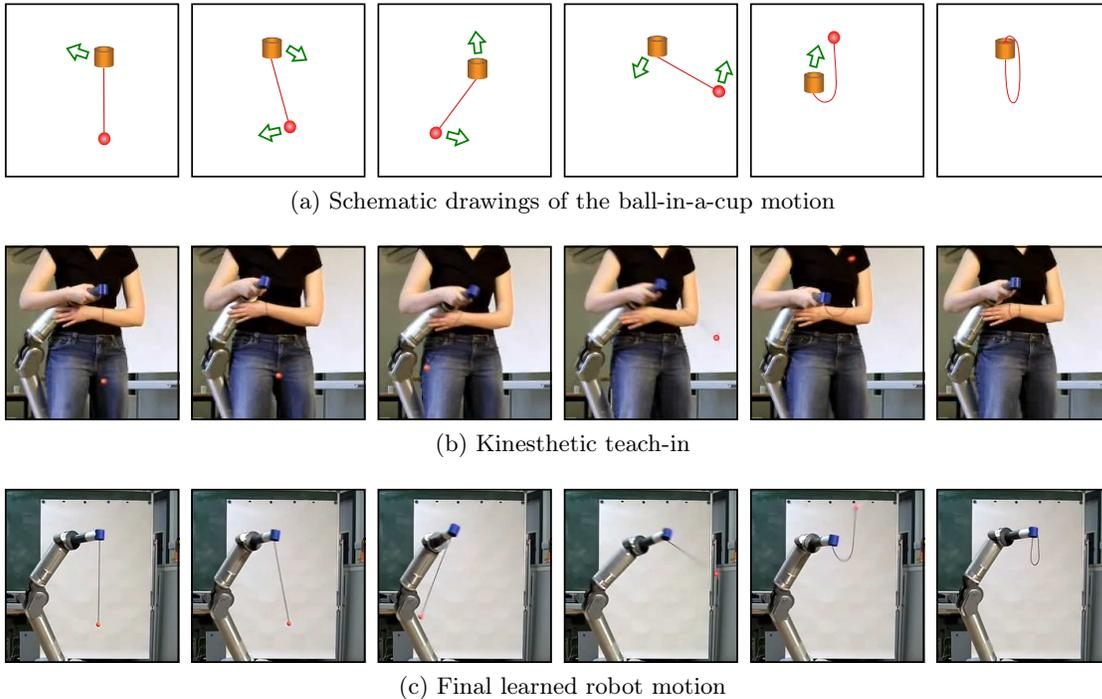 (a) Schematic drawings of the ball-in-a-cup motion
(b) Kinesthetic teach-in
(c) Final learned robot motion